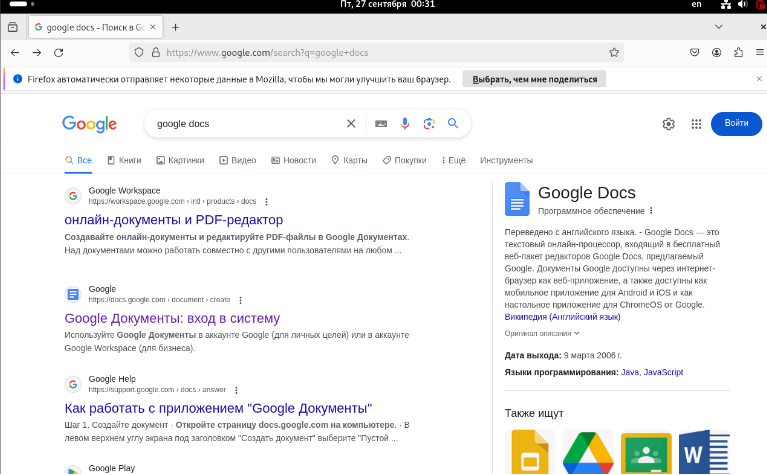 Пт, 27 сентября 00:31
en
google docs - Поиск в Go
https://www.google.com/search?q=google+docs
Firefox автоматически отправляет некоторые данные в Mozilla, чтобы мы могли улучшить ваш браузер.
Выбрать, чем мне поделиться
Google
google docs
Войти
Все
Книги
Картинки
Видео
Новости
Карты
Покупки
Ещё
Инструменты
Google Workspace
https://workspace.google.com › intl › products › docs
онлайн-документы и PDF-редактор
Создавайте онлайн-документы и редактируйте PDF-файлы в Google Документах.
Над документами можно работать совместно с другими пользователями на любом ...
Google
https://docs.google.com › document › create
Google Документы: вход в систему
Используйте Google Документы в аккаунте Google (для личных целей) или в аккаунте
Google Workspace (для бизнеса).
Google Help
https://support.google.com › docs › answer
Как работать с приложением "Google Документы"
Шаг 1. Создайте документ · Откройте страницу docs.google.com на компьютере. · В
левом верхнем углу экрана под заголовком "Создать документ" выберите "Пустой ...
Google Play
Google Docs
Программное обеспечение
Переведено с английского языка. - Google Docs — это
текстовый онлайн-процессор, входящий в бесплатный
веб-пакет редакторов Google Docs, предлагаемый
Google. Документы Google доступны через интернет-
браузер как веб-приложение, а также доступны как
мобильное приложение для Android и iOS и как
настольное приложение для ChromeOS от Google.
Википедия (Английский язык)
Оригинал описания
Дата выхода: 9 марта 2006 г.
Языки программирования: Java, JavaScript
Также ищут
W